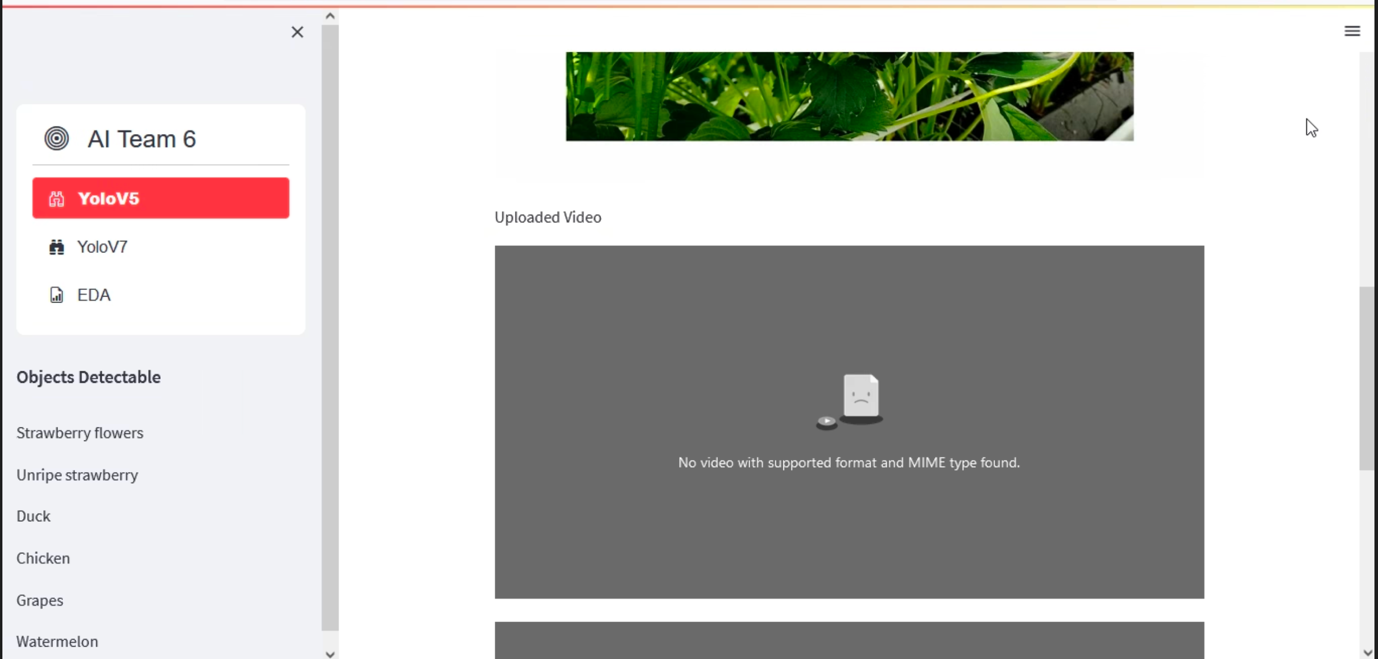 AI Team 6
YoloV5
YoloV7
EDA
Objects Detectable
Strawberry flowers
Unripe strawberry
Duck
Chicken
Grapes
Watermelon
Uploaded Video
No video with supported format and MIME type found.